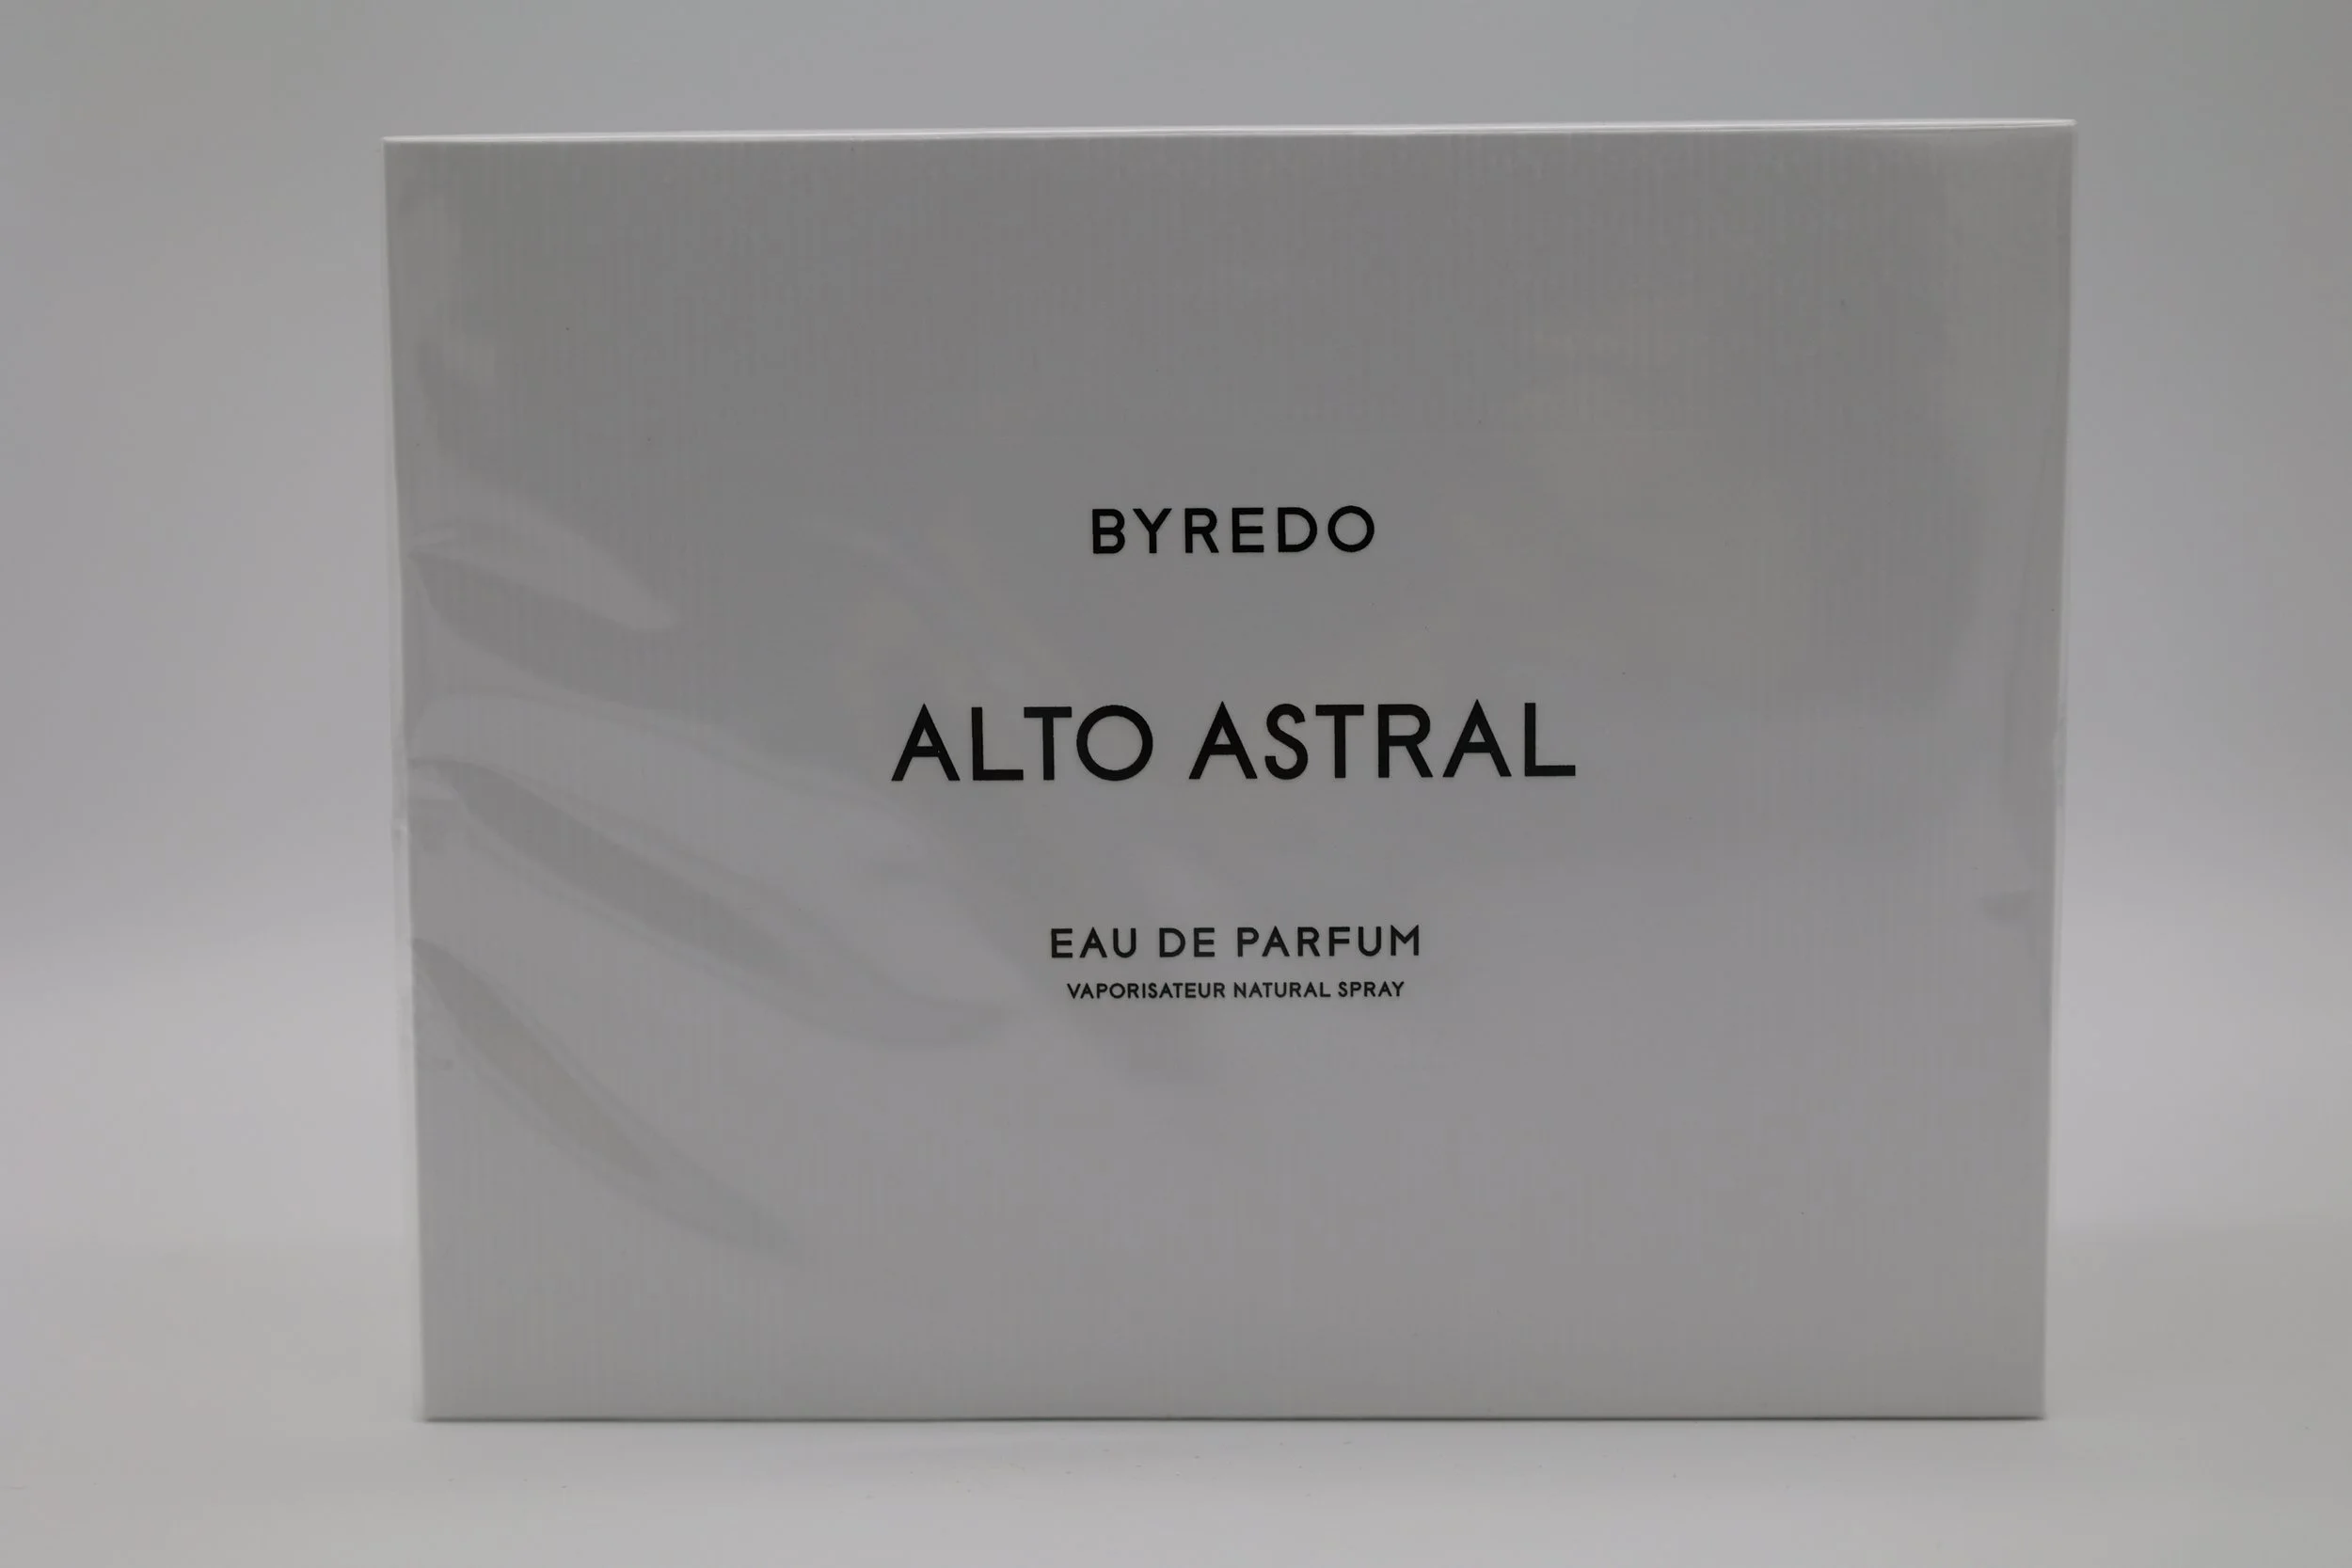 BYREDO
ALTO ASTRAL
EAU DE PARFUM
VAPORISATEUR NATURAL SPRAY